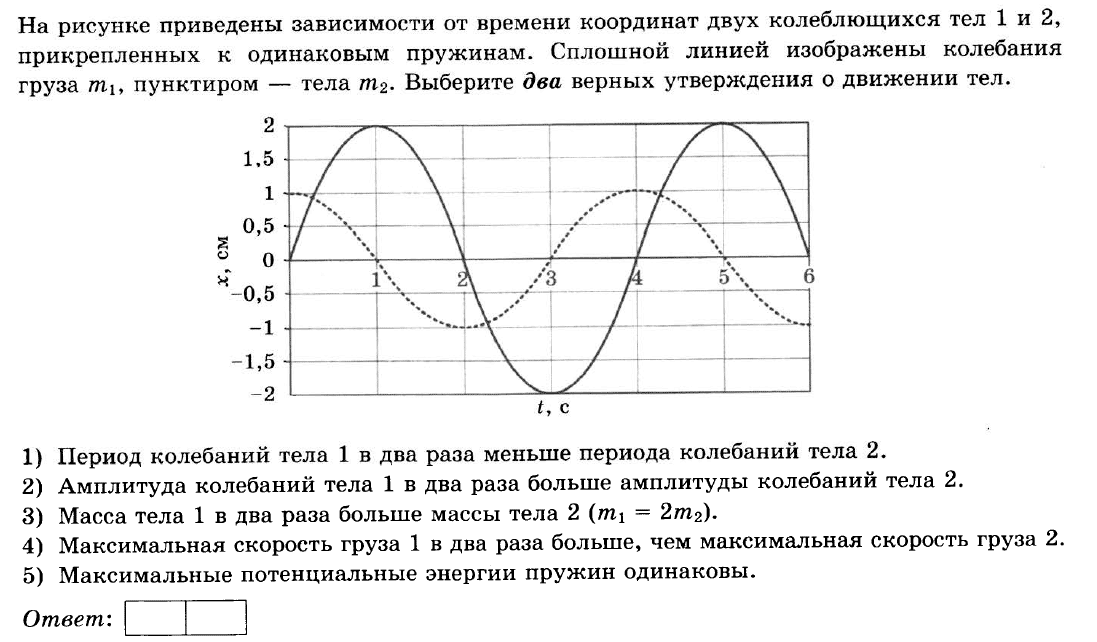 На рисунке приведены зависимости от времени координат двух колеблющихся тел 1 и 2,
прикрепленных к одинаковым пружинам. Сплошной линией изображены колебания
груза m₁, пунктиром — тела m₂. Выберите два верных утверждения о движении тел.
2
1,5
1
0,5
0
−0,5
−1
−1,5
−2
x, см
1 2 3 4 5 6
t, с
1) Период колебаний тела 1 в два раза меньше периода колебаний тела 2.
2) Амплитуда колебаний тела 1 в два раза больше амплитуды колебаний тела 2.
3) Масса тела 1 в два раза больше массы тела 2 (m₁ = 2m₂).
4) Максимальная скорость груза 1 в два раза больше, чем максимальная скорость груза 2.
5) Максимальные потенциальные энергии пружин одинаковы.
Ответ: